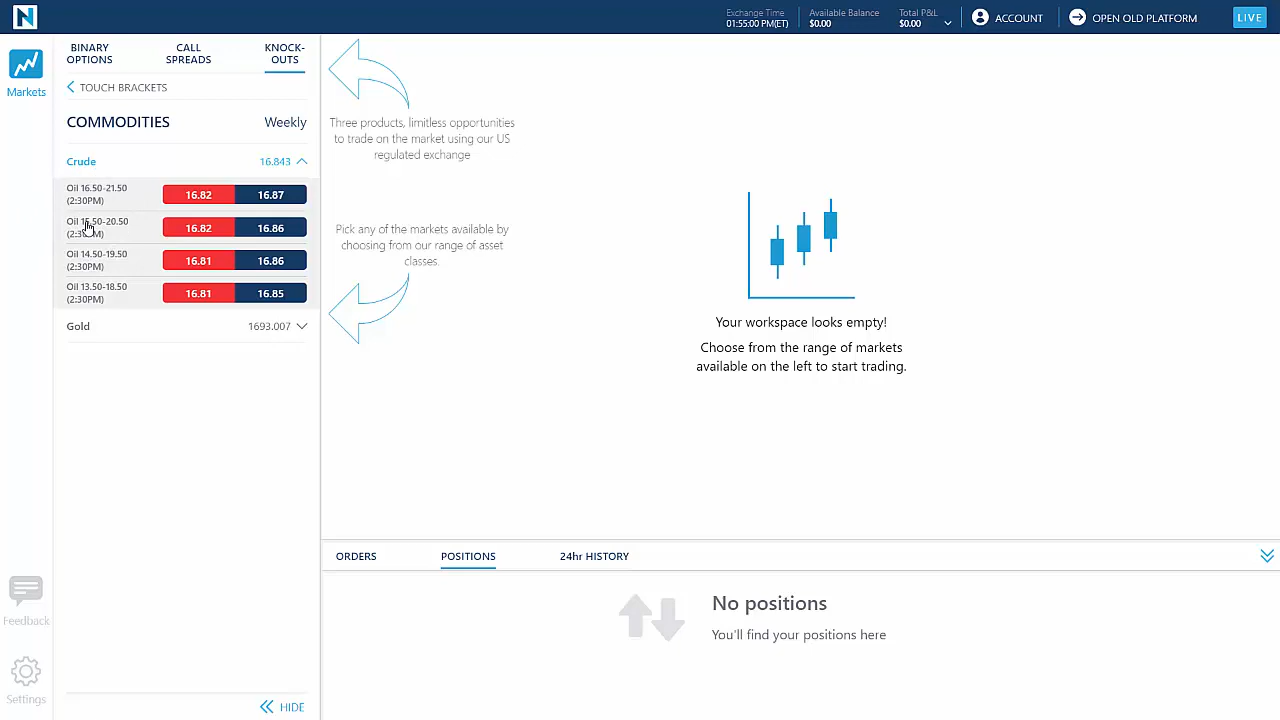 N
Exchange Time
01:55:00 PM(ET)
Available Balance
$0.00
Total P&L
$0.00
ACCOUNT
OPEN OLD PLATFORM
LIVE
Markets
BINARY
OPTIONS
CALL
SPREADS
KNOCK-
OUTS
TOUCH BRACKETS
COMMODITIES
Weekly
Crude
16.843
Oil 16.50-21.50
(2:30PM)
16.82
16.87
Oil 15.50-20.50
(2:30PM)
16.82
16.86
Oil 14.50-19.50
(2:30PM)
16.81
16.86
Oil 13.50-18.50
(2:30PM)
16.81
16.85
Gold
1693.007
Three products, limitless opportunities
to trade on the market using our US
regulated exchange
Pick any of the markets available by
choosing from our range of asset
classes.
Your workspace looks empty!
Choose from the range of markets
available on the left to start trading.
ORDERS
POSITIONS
24hr HISTORY
No positions
You'll find your positions here
Feedback
Settings
HIDE